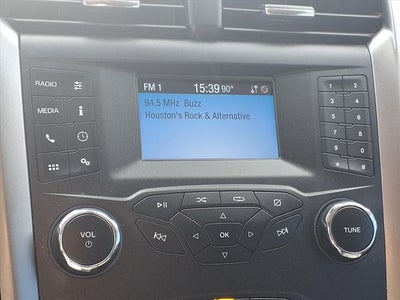 RADIO
FM 1 15:39 90°
94.5 MHz Buzz
Houston's Rock & Alternative
MEDIA i
1 2
3 4
5 6
7 8
9 0
* #
VOL
OK
TUNE